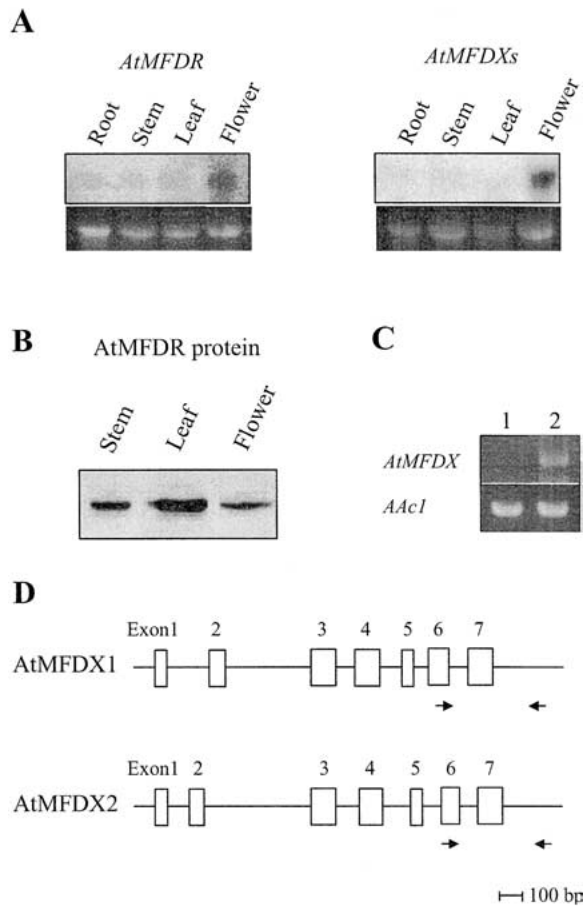 A
AtMFDR
AtMFDXs
Root Stem Leaf Flower
Root Stem Leaf Flower
B
AtMFDR protein
Stem Leaf Flower
C
1 2
AtMFDX
AAc1
D
Exon1 2 3 4 5 6 7
AtMFDX1
Exon1 2 3 4 5 6 7
AtMFDX2
100 bp